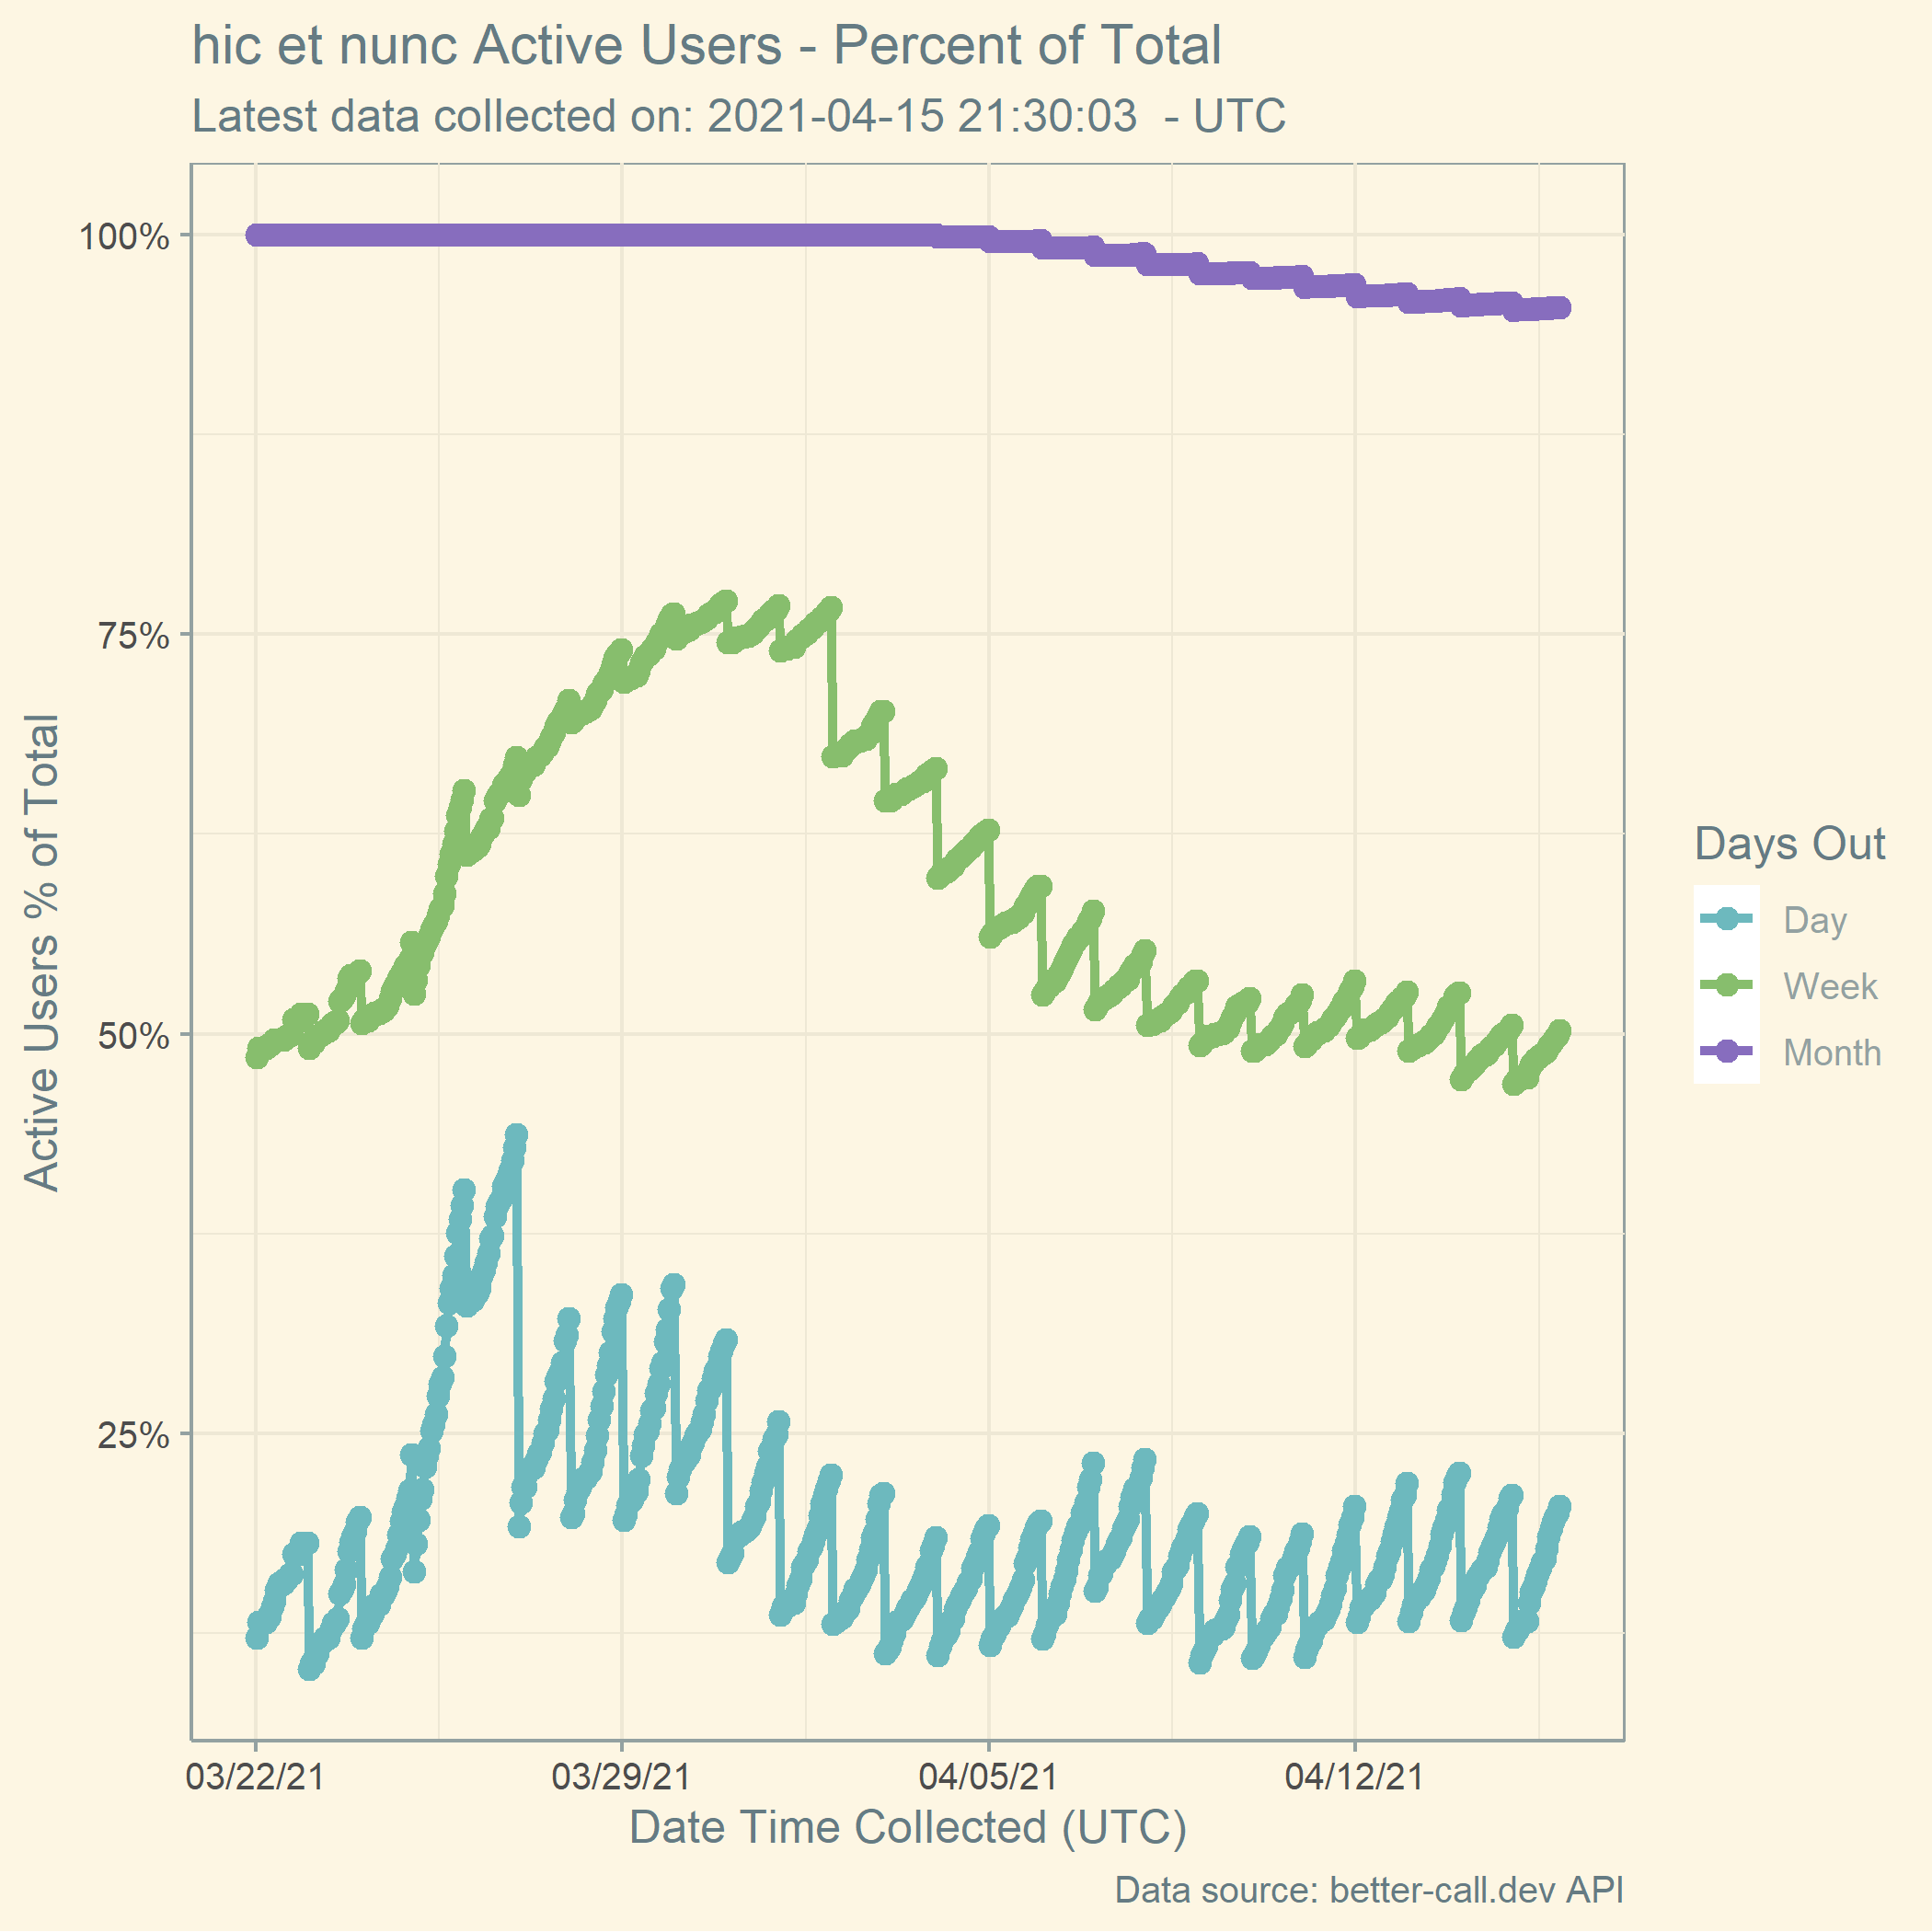 hic et nunc Active Users - Percent of Total
Latest data collected on: 2021-04-15 21:30:03  - UTC
Active Users % of Total
100%
75%
50%
25%
03/22/21
03/29/21
04/05/21
04/12/21
Date Time Collected (UTC)
Days Out
Day
Week
Month
Data source: better-call.dev API